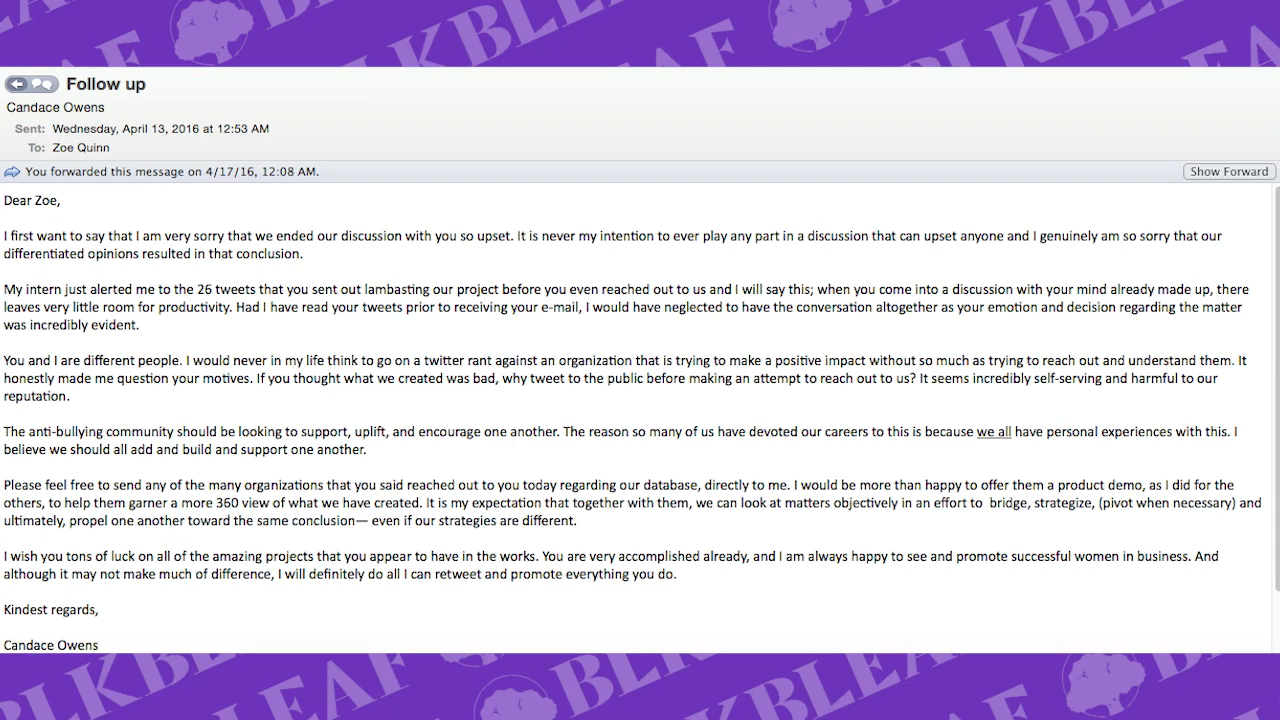 BLKBLEAF
BLKBLEAF
BLKBLEAF
Follow up
Candace Owens
Sent: Wednesday, April 13, 2016 at 12:53 AM
To: Zoe Quinn
You forwarded this message on 4/17/16, 12:08 AM.
Show Forward
Dear Zoe,
I first want to say that I am very sorry that we ended our discussion with you so upset. It is never my intention to ever play any part in a discussion that can upset anyone and I genuinely am so sorry that our
differentiated opinions resulted in that conclusion.
My intern just alerted me to the 26 tweets that you sent out lambasting our project before you even reached out to us and I will say this; when you come into a discussion with your mind already made up, there
leaves very little room for productivity. Had I have read your tweets prior to receiving your e-mail, I would have neglected to have the conversation altogether as your emotion and decision regarding the matter
was incredibly evident.
You and I are different people. I would never in my life think to go on a twitter rant against an organization that is trying to make a positive impact without so much as trying to reach out and understand them. It
honestly made me question your motives. If you thought what we created was bad, why tweet to the public before making an attempt to reach out to us? It seems incredibly self-serving and harmful to our
reputation.
The anti-bullying community should be looking to support, uplift, and encourage one another. The reason so many of us have devoted our careers to this is because we all have personal experiences with this. I
believe we should all add and build and support one another.
Please feel free to send any of the many organizations that you said reached out to you today regarding our database, directly to me. I would be more than happy to offer them a product demo, as I did for the
others, to help them garner a more 360 view of what we have created. It is my expectation that together with them, we can look at matters objectively in an effort to  bridge, strategize, (pivot when necessary) and
ultimately, propel one another toward the same conclusion— even if our strategies are different.
I wish you tons of luck on all of the amazing projects that you appear to have in the works. You are very accomplished already, and I am always happy to see and promote successful women in business. And
although it may not make much of difference, I will definitely do all I can retweet and promote everything you do.
Kindest regards,
Candace Owens
BLKBLEAF
BLKBLEAF